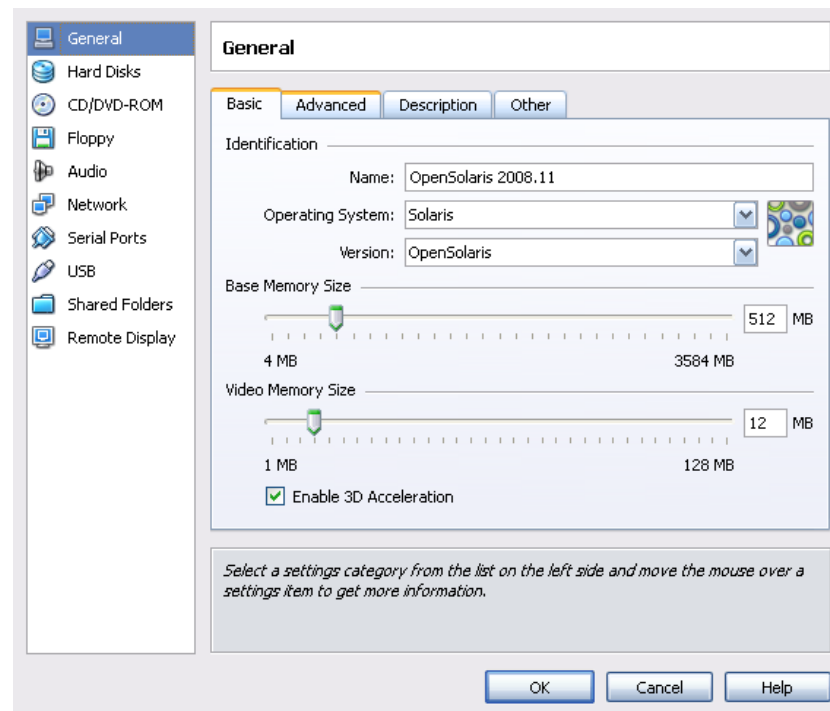 General
Hard Disks
CD/DVD-ROM
Floppy
Audio
Network
Serial Ports
USB
Shared Folders
Remote Display
General
Basic Advanced Description Other
Identification
Name: OpenSolaris 2008.11
Operating System: Solaris
Version: OpenSolaris
Base Memory Size
512 MB
4 MB 3584 MB
Video Memory Size
12 MB
1 MB 128 MB
Enable 3D Acceleration
Select a settings category from the list on the left side and move the mouse over a
settings item to get more information.
OK Cancel Help